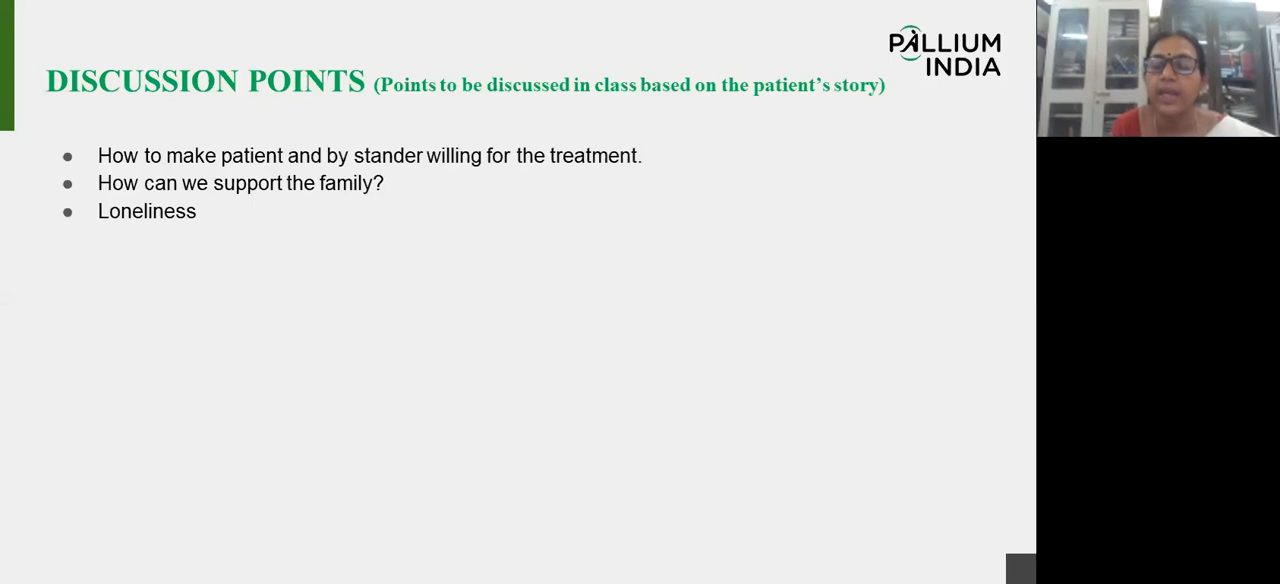 PALLIUM
INDIA
DISCUSSION POINTS (Points to be discussed in class based on the patient's story)
● How to make patient and by stander willing for the treatment.
● How can we support the family?
● Loneliness